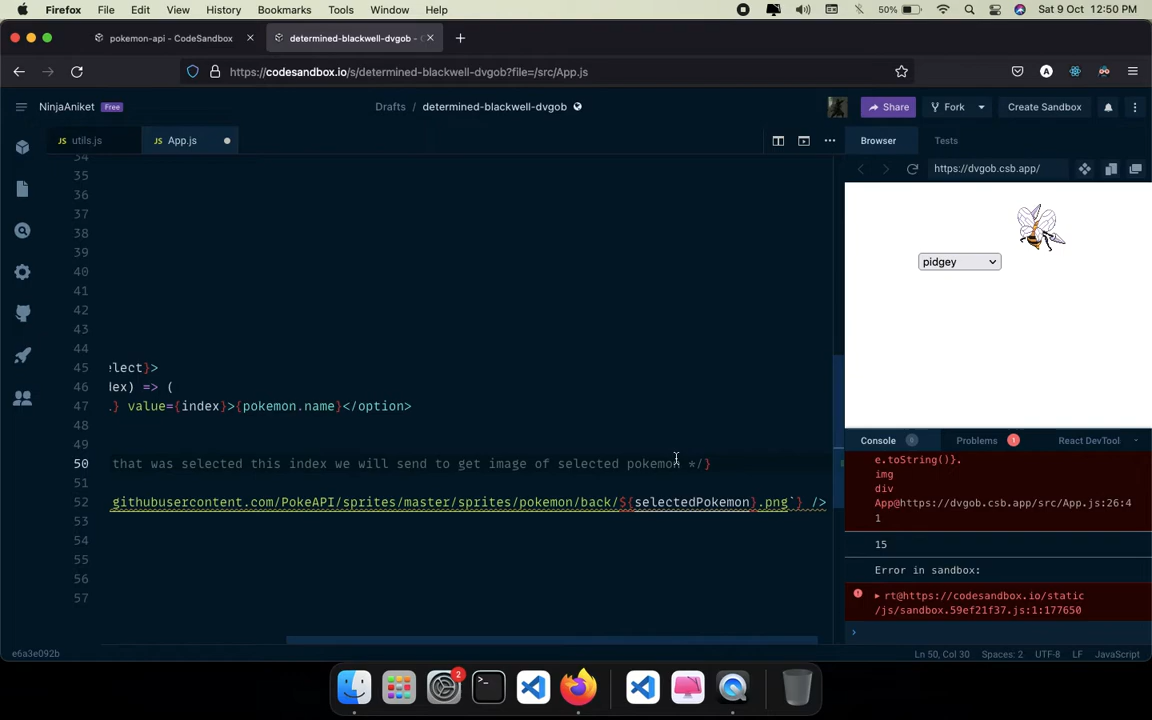 Firefox File Edit View History Bookmarks Tools Window Help 50% Sat 9 Oct 12:50 PM
pokemon-api - CodeSandbox
determined-blackwell-dvgob -
https://codesandbox.io/s/determined-blackwell-dvgob?file=/src/App.js
NinjaAniket Free
Drafts / determined-blackwell-dvgob
Share Fork Create Sandbox
JS utils.js JS App.js
Browser Tests
https://dvgob.csb.app/
34
35
36
37
38
39
40
41
42
43
44
45 elect}>
46 dex) => (
47 } value={index}>{pokemon.name}</option>
48
49
50 that was selected this index we will send to get image of selected pokemon */}
51
52 githubusercontent.com/PokeAPI/sprites/master/sprites/pokemon/back/${selectedPokemon}.png`} />
53
54
55
56
57
pidgey
Console 3 Problems 1 React DevTool
e.toString()}.
img
div
App@https://dvgob.csb.app/src/App.js:26:4
1
15
Error in sandbox:
rt@https://codesandbox.io/static
/js/sandbox.59ef21f37.js:1:177650
e6a3e092b
Ln 50, Col 30 Spaces: 2 UTF-8 LF JavaScript
2